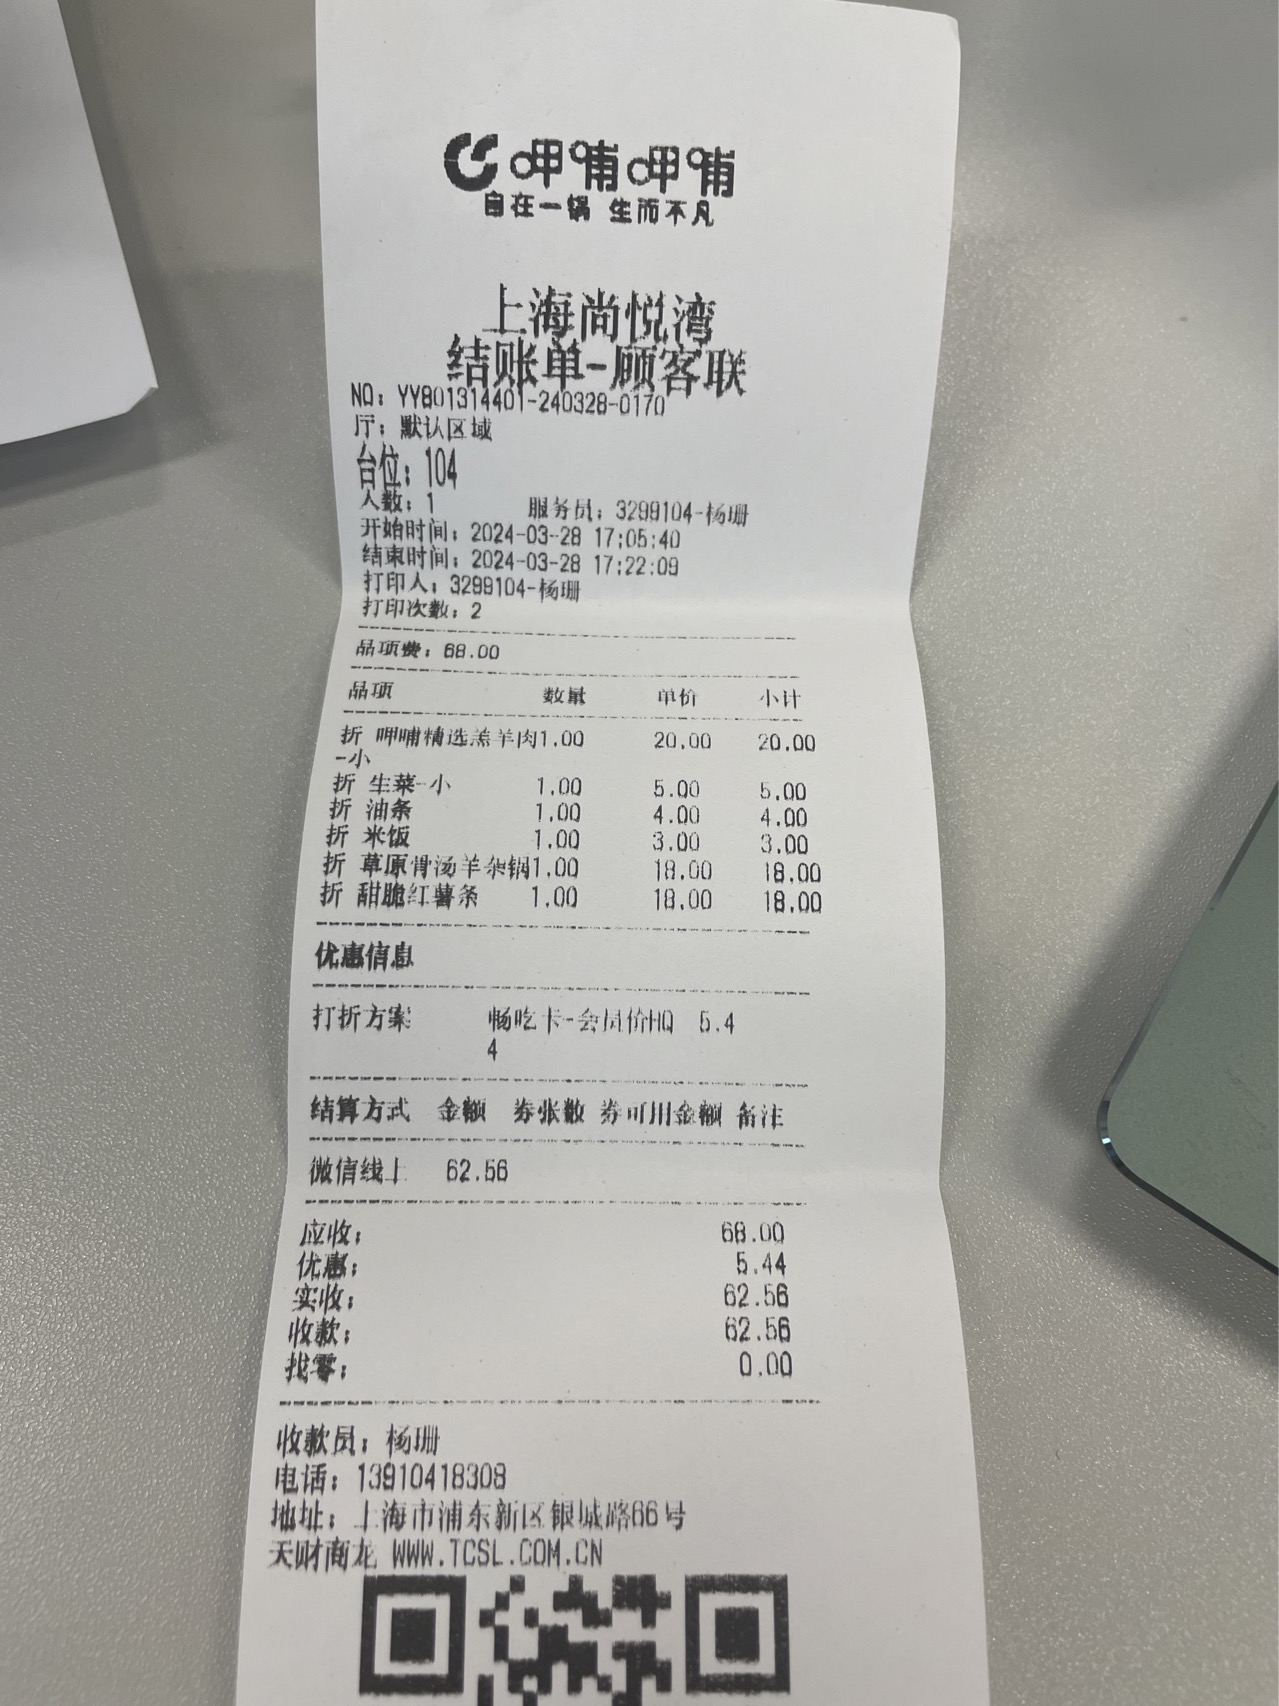 呷哺呷哺
自在一锅 生而不凡
上海尚悦湾
结账单-顾客联
NO: YY801314401-240328-0170
厅: 默认区域
台位: 104
人数: 1 服务员: 3299104-杨珊
开始时间: 2024-03-28 17:05:40
结束时间: 2024-03-28 17:22:09
打印人: 3299104-杨珊
打印次数: 2
品项费: 68.00
品项 数量 单价 小计
折 呷哺精选羔羊肉1.00 20.00 20.00
-小
折 生菜-小 1.00 5.00 5.00
折 油条 1.00 4.00 4.00
折 米饭 1.00 3.00 3.00
折 草原骨汤羊杂锅1.00 18.00 18.00
折 甜脆红薯条 1.00 18.00 18.00
优惠信息
打折方案 畅吃卡-会员价HQ 5.4
4
结算方式 金额 券张数 券可用金额 备注
微信线上 62.56
应收: 68.00
优惠: 5.44
实收: 62.56
收款: 62.56
找零: 0.00
收款员: 杨珊
电话: 13910418308
地址: 上海市浦东新区银城路66号
天财商龙 WWW.TCSL.COM.CN